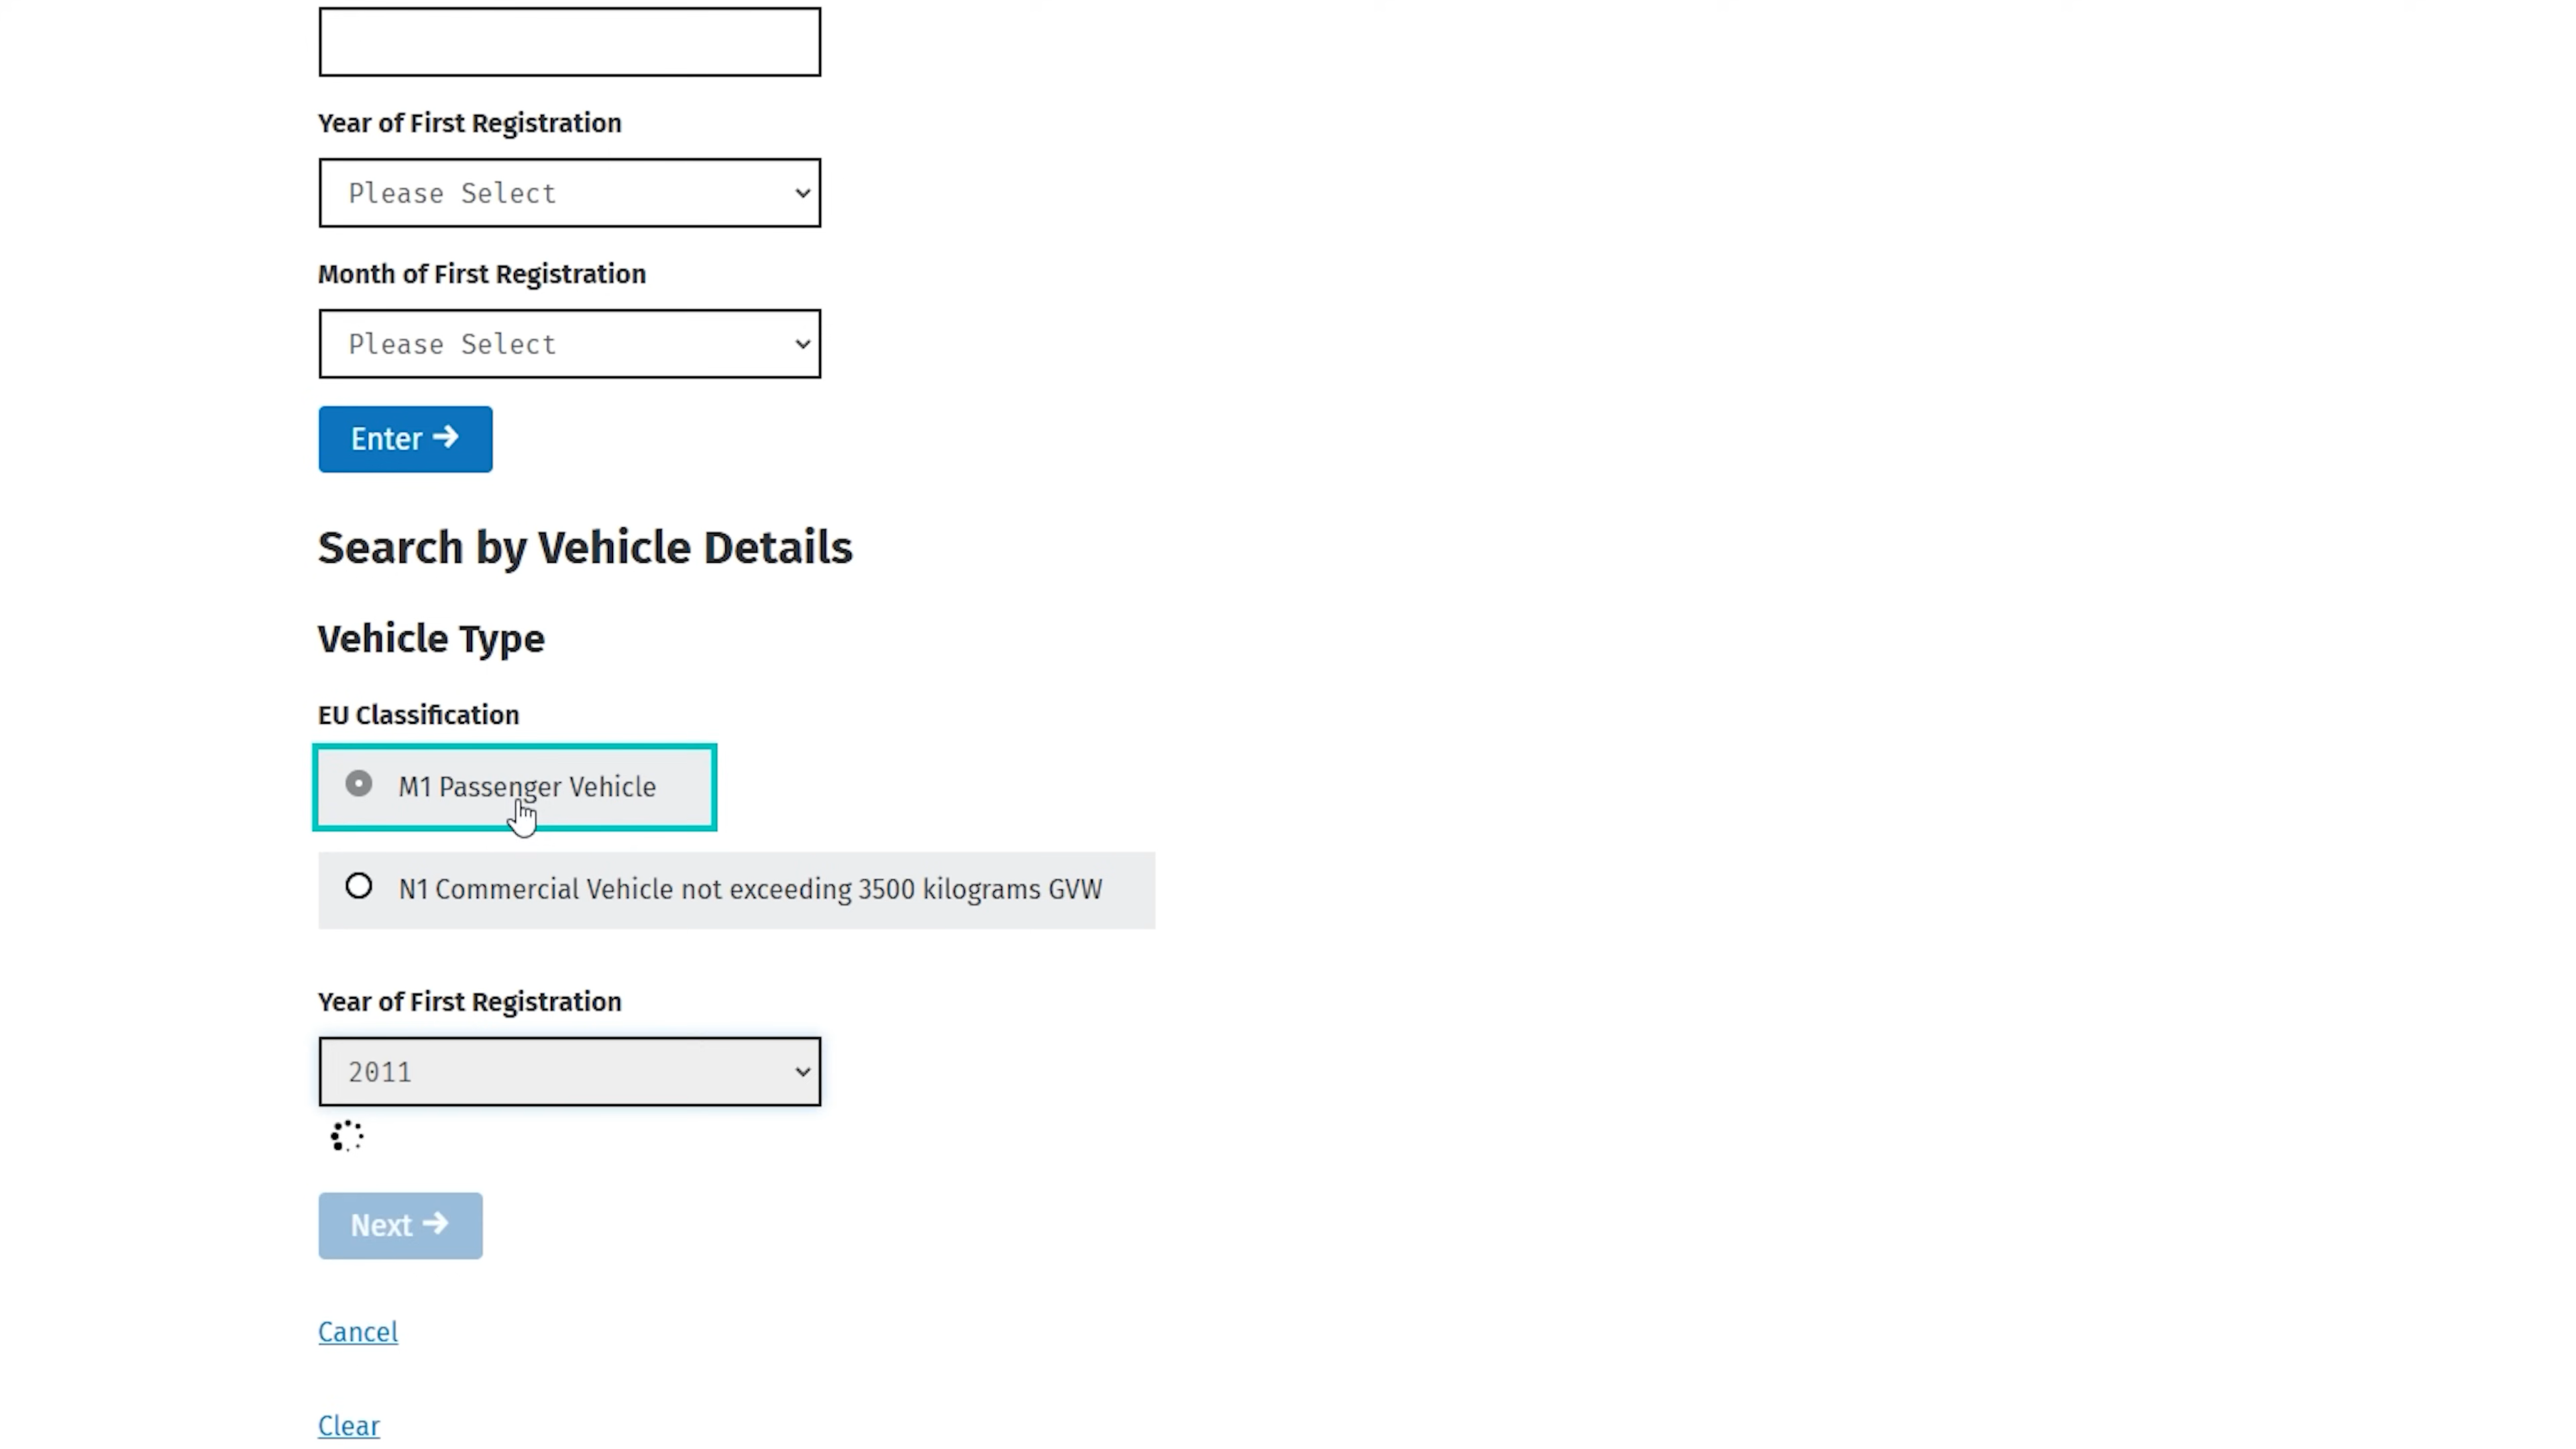 Year of First Registration
Please Select
Month of First Registration
Please Select
Enter
Search by Vehicle Details
Vehicle Type
EU Classification
M1 Passenger Vehicle
N1 Commercial Vehicle not exceeding 3500 kilograms GVW
Year of First Registration
2011
Next
Cancel
Clear